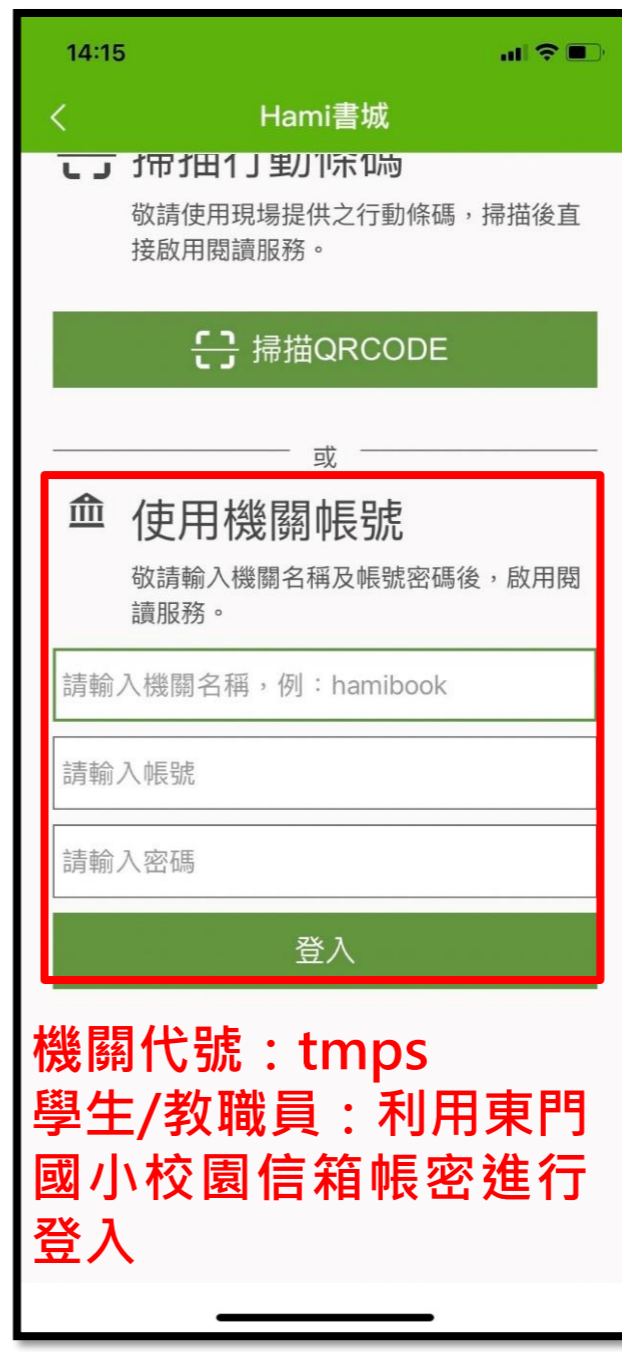 14:15
Hami書城
掃描行動條碼
敬請使用現場提供之行動條碼，掃描後直
接啟用閱讀服務。
掃描QRCODE
或
使用機關帳號
敬請輸入機關名稱及帳號密碼後，啟用閱
讀服務。
請輸入機關名稱，例：hamibook
請輸入帳號
請輸入密碼
登入
機關代號：tmps
學生/教職員：利用東門
國小校園信箱帳密進行
登入